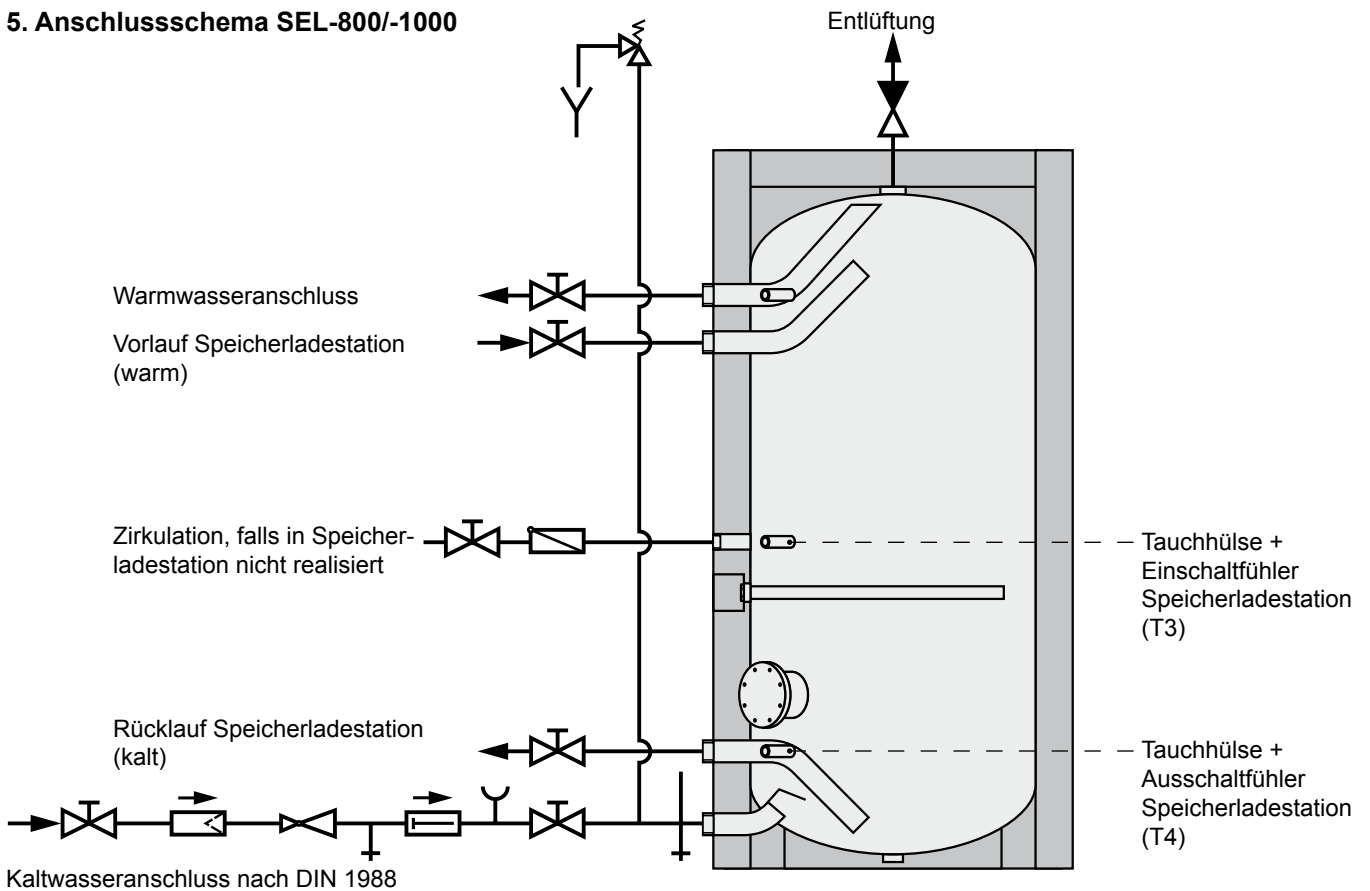 5. Anschlussschema SEL-800/-1000
Entlüftung
Warmwasseranschluss
Vorlauf Speicherladestation
(warm)
Zirkulation, falls in Speicher-
ladestation nicht realisiert
Tauchhülse +
Einschaltfühler
Speicherladestation
(T3)
Rücklauf Speicherladestation
(kalt)
Tauchhülse +
Ausschaltfühler
Speicherladestation
(T4)
Kaltwasseranschluss nach DIN 1988